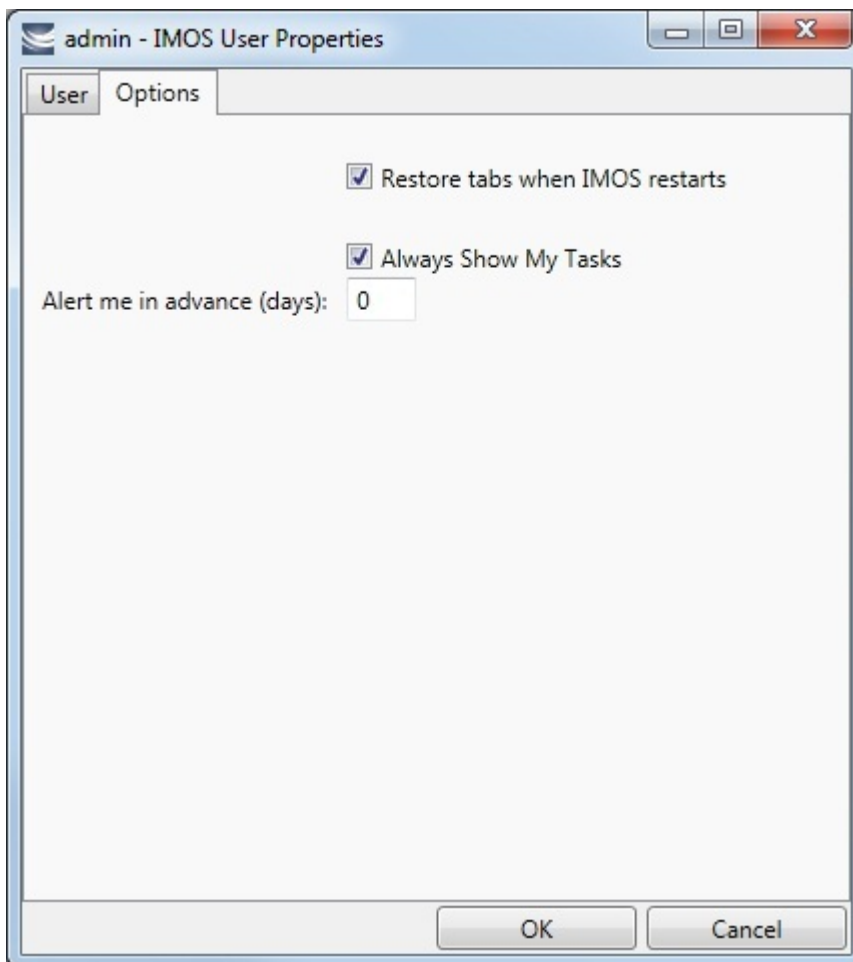 admin - IMOS User Properties
User Options
Restore tabs when IMOS restarts
Always Show My Tasks
Alert me in advance (days): 0
OK Cancel